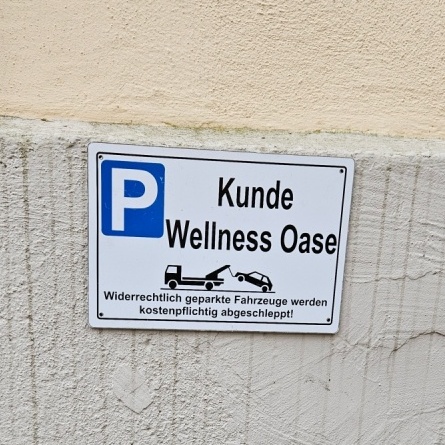 P
Kunde
Wellness Oase
Widerrechtlich geparkte Fahrzeuge werden
kostenpflichtig abgeschleppt!